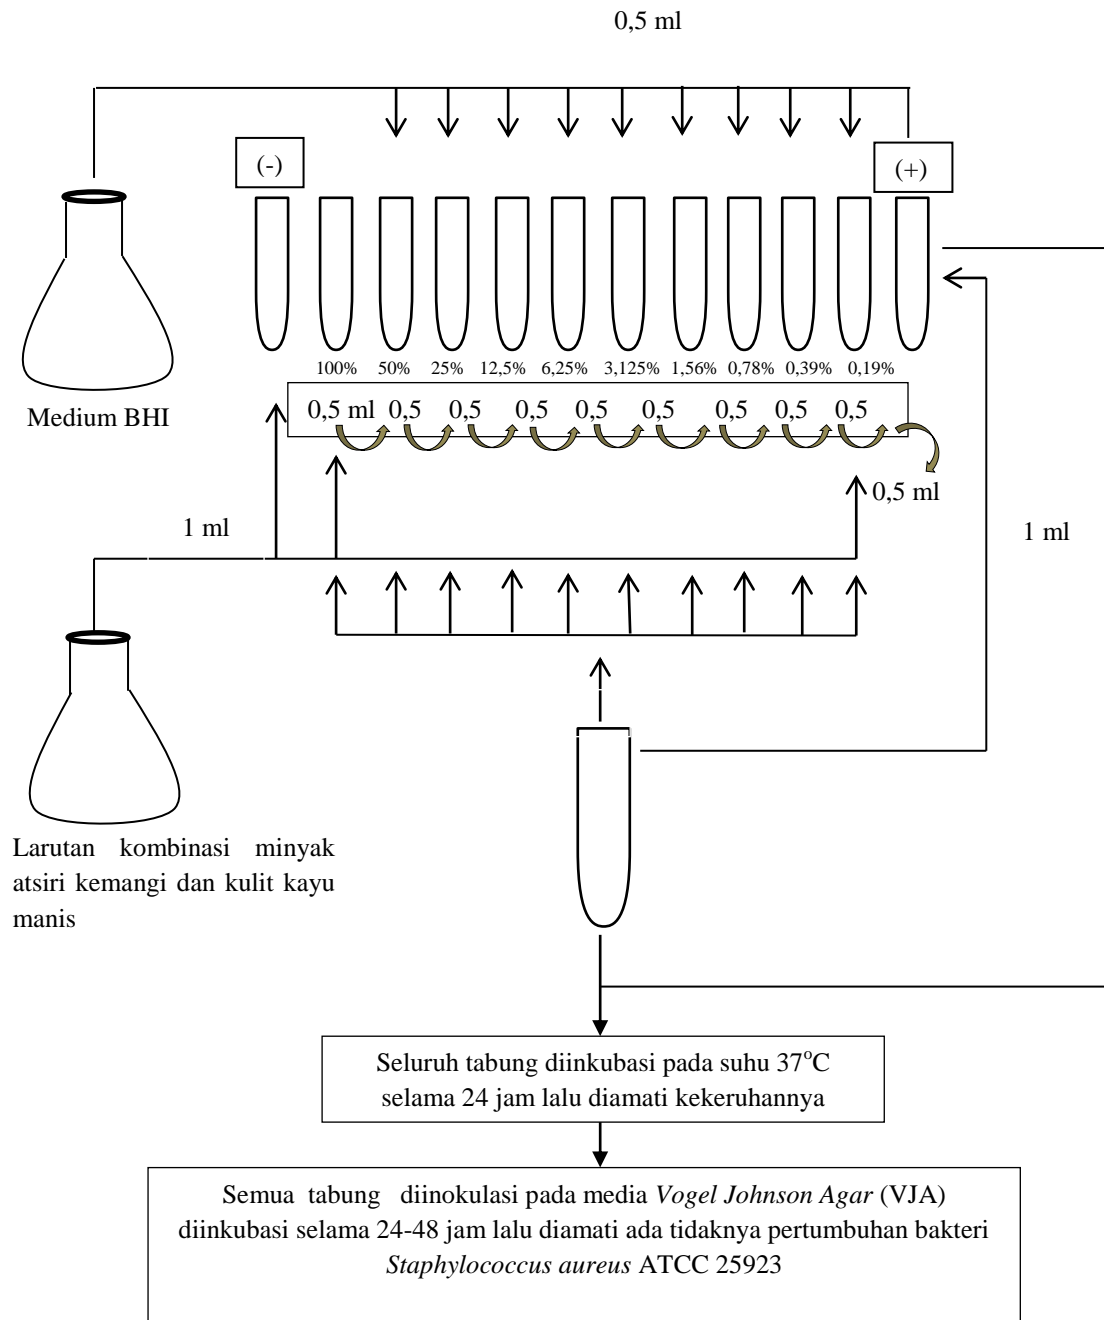 0,5 ml
(-)
(+)
100% 50% 25% 12,5% 6,25% 3,125% 1,56% 0,78% 0,39% 0,19%
Medium BHI
0,5 ml 0,5 0,5 0,5 0,5 0,5 0,5 0,5 0,5
0,5 ml
1 ml
1 ml
Larutan kombinasi minyak
atsiri kemangi dan kulit kayu
manis
Seluruh tabung diinkubasi pada suhu 37°C
selama 24 jam lalu diamati kekeruhannya
Semua tabung diinokulasi pada media Vogel Johnson Agar (VJA)
diinkubasi selama 24-48 jam lalu diamati ada tidaknya pertumbuhan bakteri
Staphylococcus aureus ATCC 25923